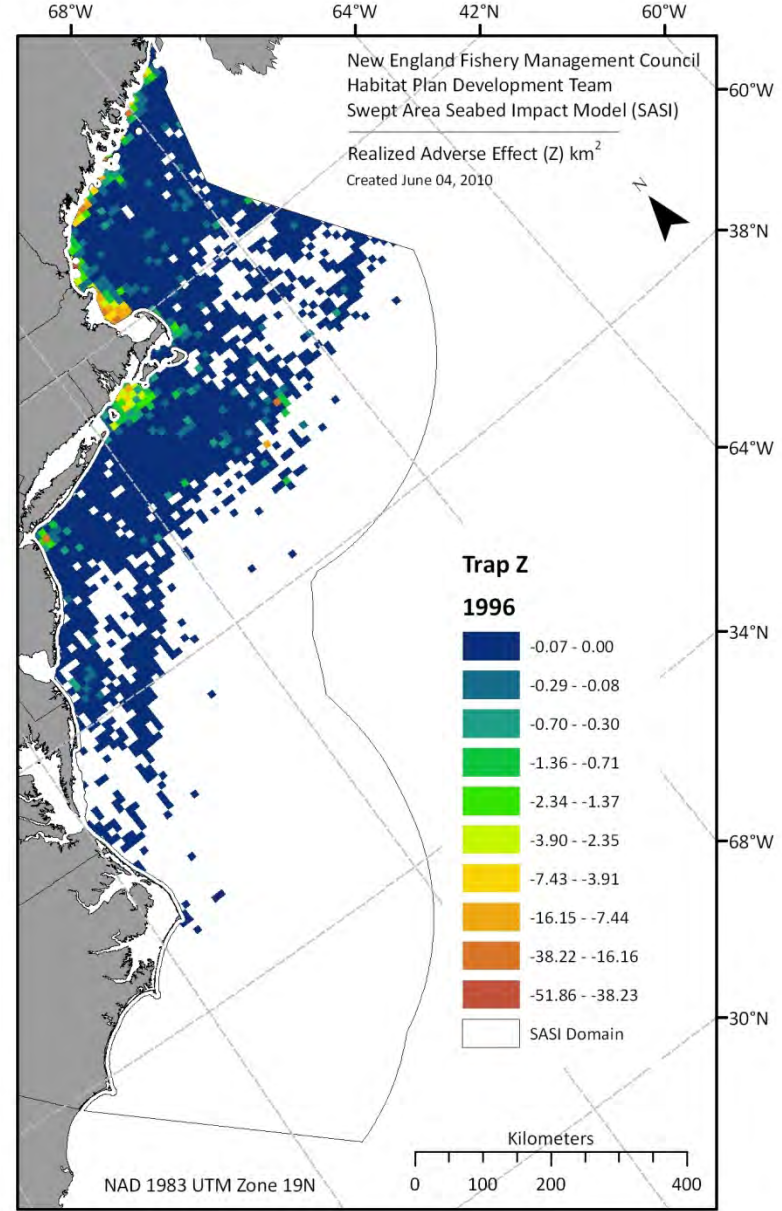 68°W
64°W
42°N
60°W
New England Fishery Management Council
Habitat Plan Development Team
Swept Area Seabed Impact Model (SASI)
Realized Adverse Effect (Z) km²
Created June 04, 2010
N
60°W
38°N
64°W
34°N
68°W
30°N
Trap Z
1996
-0.07 - 0.00
-0.29 - -0.08
-0.70 - -0.30
-1.36 - -0.71
-2.34 - -1.37
-3.90 - -2.35
-7.43 - -3.91
-16.15 - -7.44
-38.22 - -16.16
-51.86 - -38.23
SASI Domain
Kilometers
0 100 200 400
NAD 1983 UTM Zone 19N